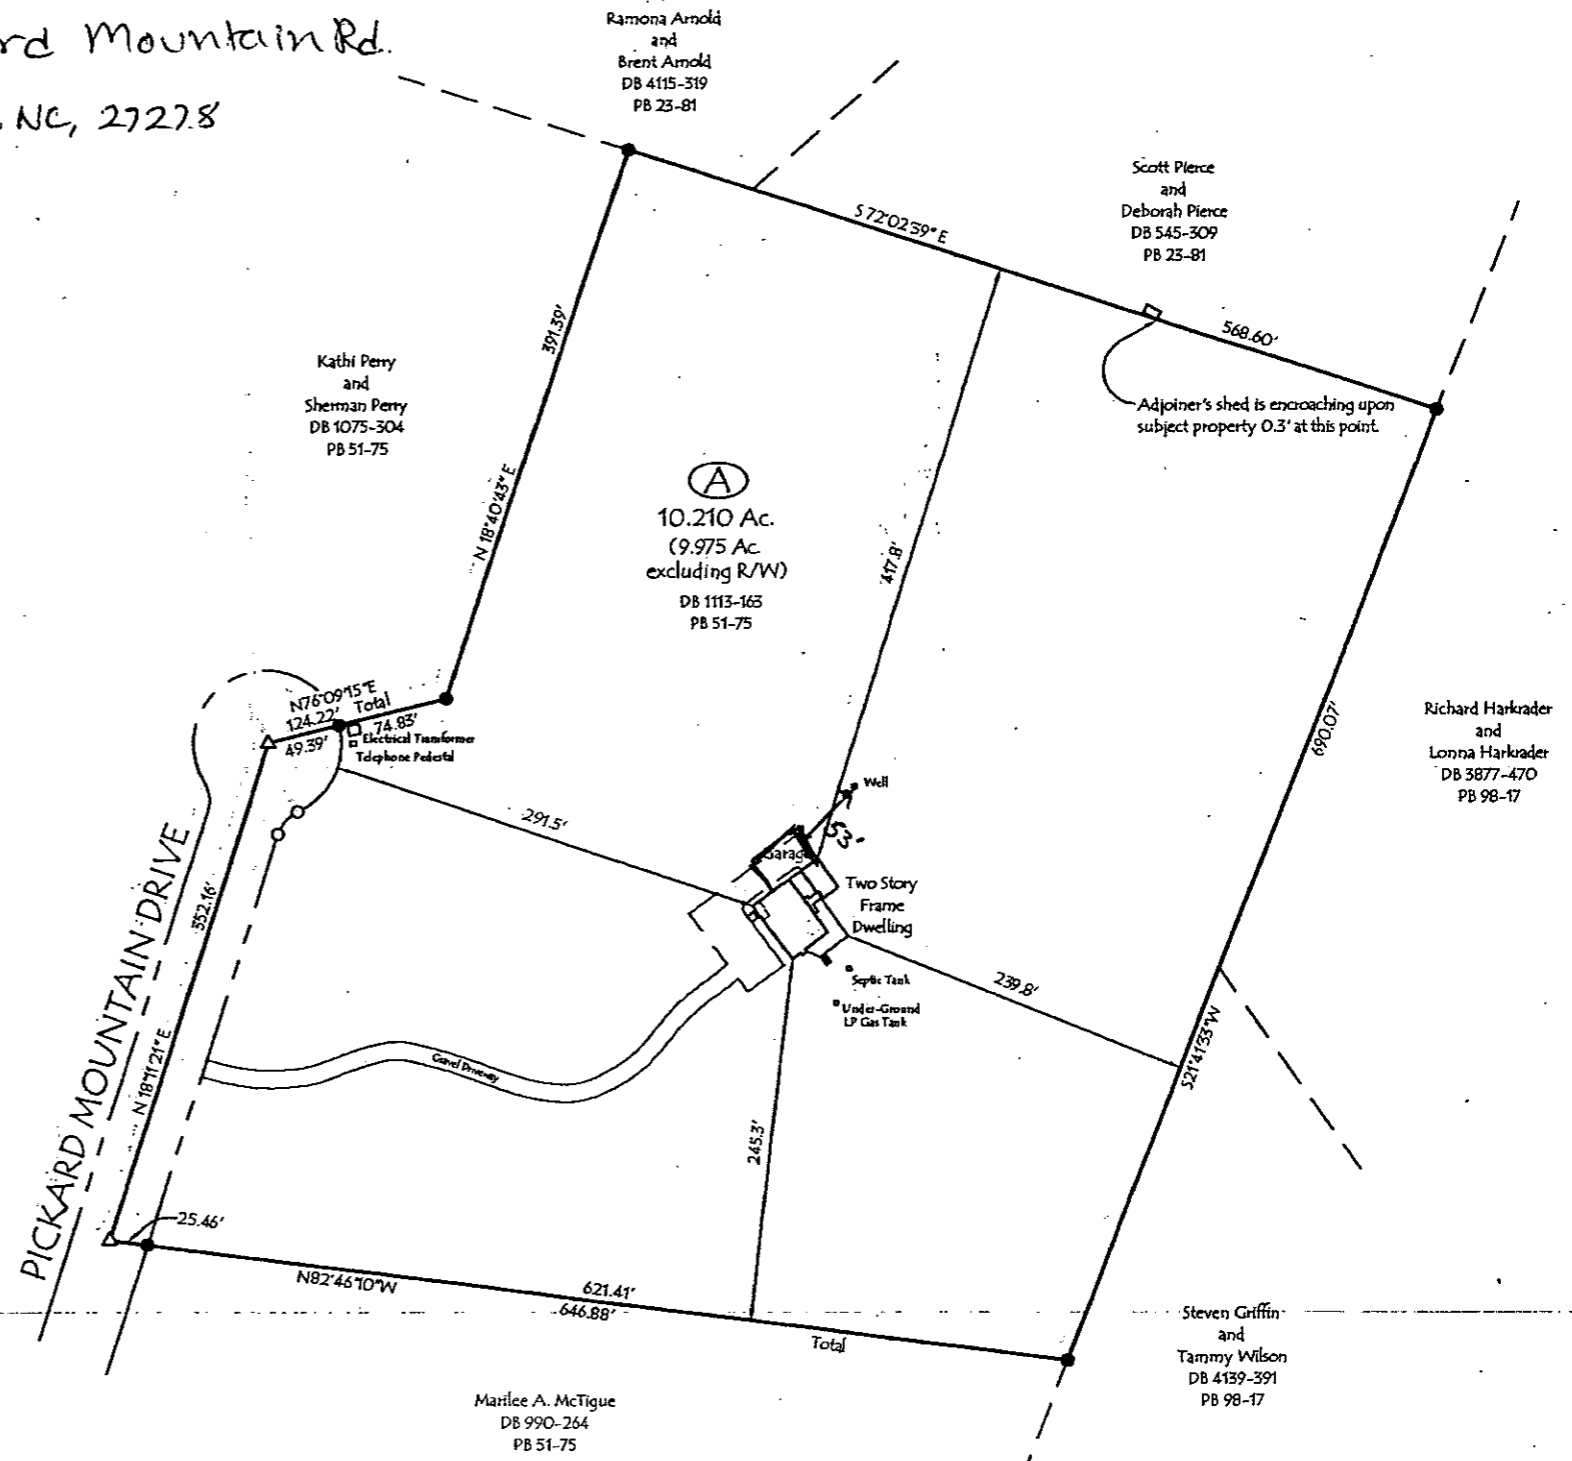 rd Mountain Rd.
NC, 27278
Ramona Arnold
and
Brent Arnold
DB 4115-319
PB 23-81
Scott Pierce
and
Deborah Pierce
DB 545-309
PB 23-81
S 72°02'39" E
568.60'
Adjoiner's shed is encroaching upon
subject property 0.3' at this point.
391.39'
N 18°40'43" E
Kathi Perry
and
Sherman Perry
DB 1075-304
PB 51-75
A
10.210 Ac.
(9.975 Ac
excluding R/W)
DB 1113-163
PB 51-75
417.8'
690.07'
S21°41'33"W
Richard Harkrader
and
Lonna Harkrader
DB 3877-470
PB 98-17
N76°09'15"E
124.22' Total
49.39'
74.83'
Electrical Transformer
Telephone Pedestal
291.5'
Well
53'
Garage
Two Story
Frame
Dwelling
Septic Tank
Under-Ground
LP Gas Tank
239.8'
245.3'
Gravel Driveway
PICKARD MOUNTAIN DRIVE
352.16'
N 18°11'21" E
25.46'
N82°46'10"W
621.41'
646.88'
Total
Marilee A. McTigue
DB 990-264
PB 51-75
Steven Griffin
and
Tammy Wilson
DB 4139-391
PB 98-17